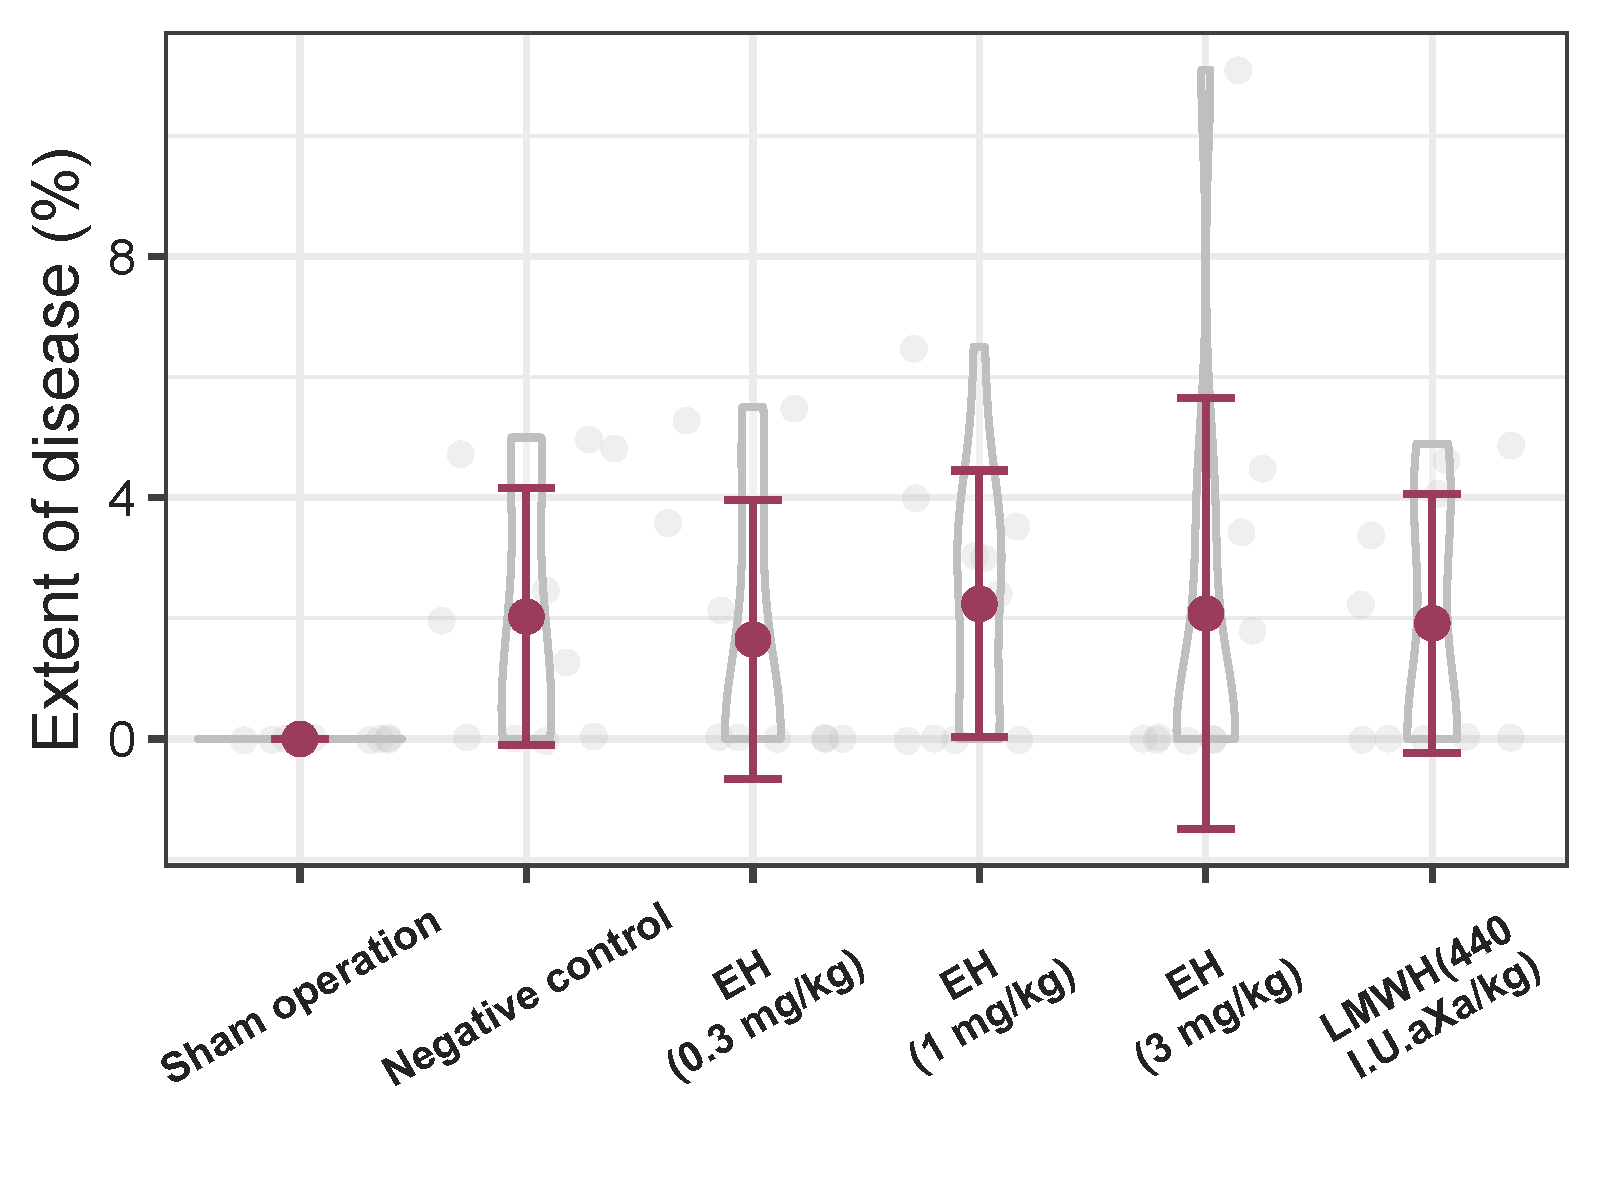 Extent of disease (%)
8
4
0
Sham operation
Negative control
EH
(0.3 mg/kg)
EH
(1 mg/kg)
EH
(3 mg/kg)
LMWH(440
I.U.aXa/kg)